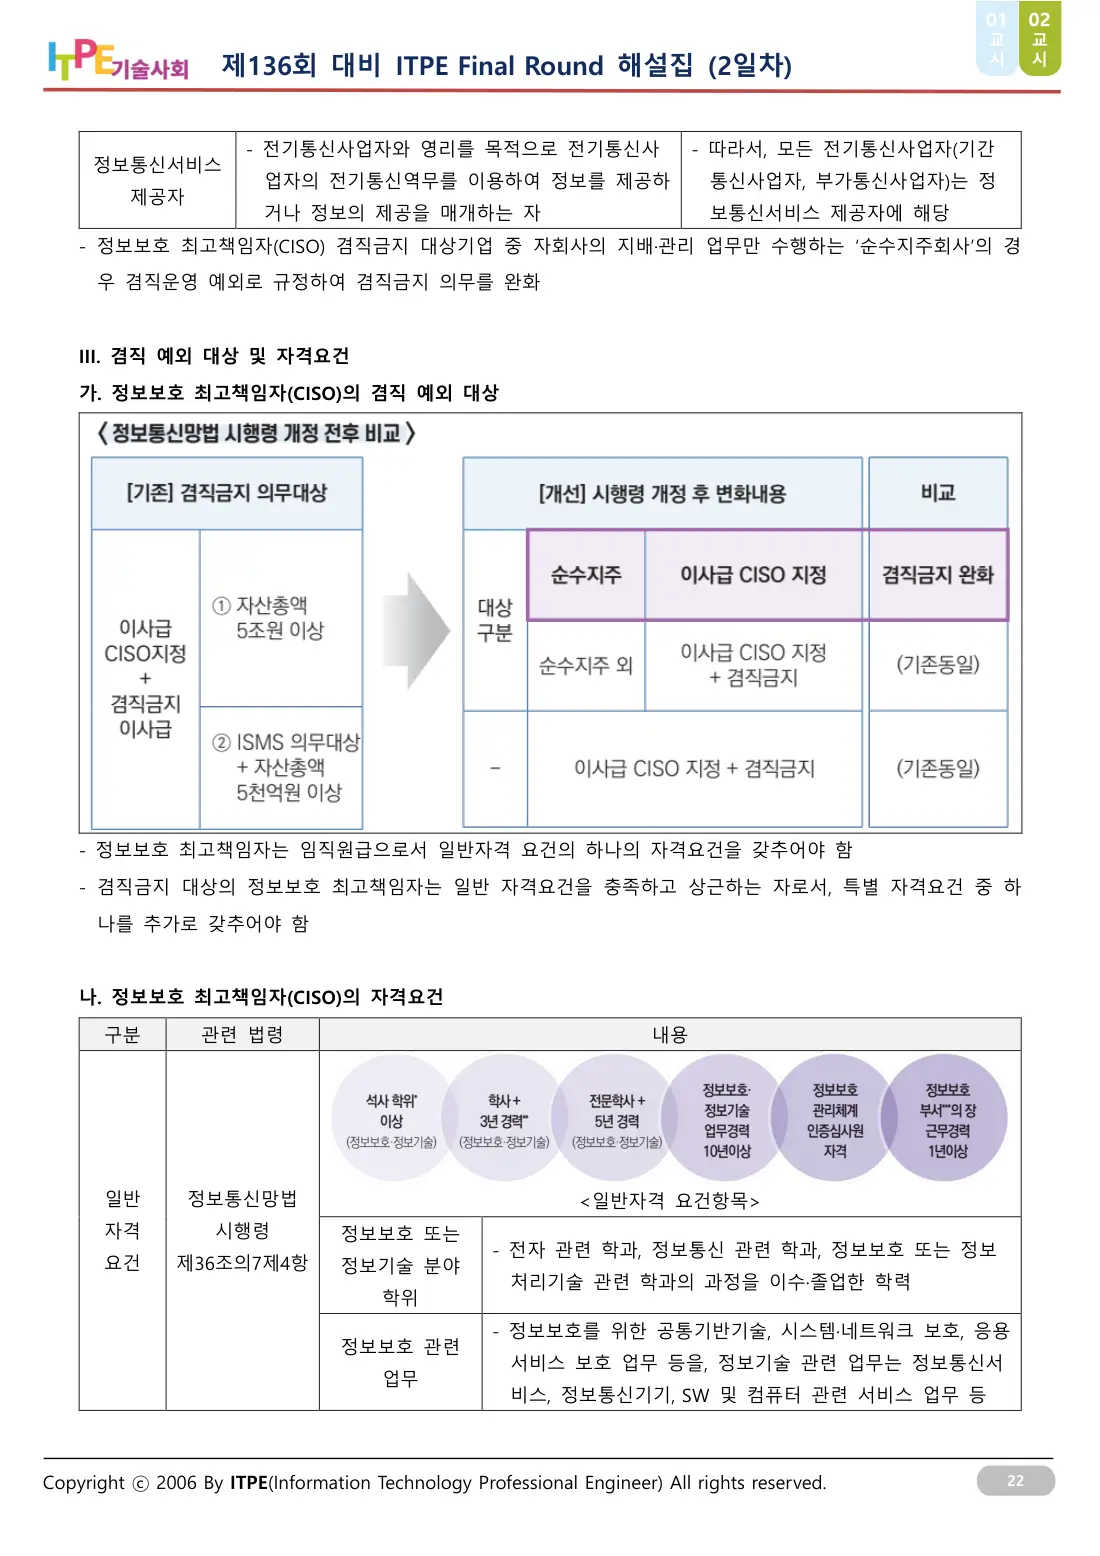 ITPE기술사회 제136회 대비 ITPE Final Round 해설집 (2일차)
01
교
시
02
교
시
정보통신서비스
제공자
- 전기통신사업자와 영리를 목적으로 전기통신사
업자의 전기통신역무를 이용하여 정보를 제공하
거나 정보의 제공을 매개하는 자
- 따라서, 모든 전기통신사업자(기간
통신사업자, 부가통신사업자)는 정
보통신서비스 제공자에 해당
- 정보보호 최고책임자(CISO) 겸직금지 대상기업 중 자회사의 지배·관리 업무만 수행하는 ‘순수지주회사’의 경
우 겸직운영 예외로 규정하여 겸직금지 의무를 완화
III. 겸직 예외 대상 및 자격요건
가. 정보보호 최고책임자(CISO)의 겸직 예외 대상
〈 정보통신망법 시행령 개정 전후 비교 〉
[기존] 겸직금지 의무대상
이사급
CISO지정
+
겸직금지
이사급
① 자산총액
5조원 이상
② ISMS 의무대상
+ 자산총액
5천억원 이상
[개선] 시행령 개정 후 변화내용
비교
대상
구분
순수지주
이사급 CISO 지정
겸직금지 완화
순수지주 외
이사급 CISO 지정
+ 겸직금지
(기존동일)
–
이사급 CISO 지정 + 겸직금지
(기존동일)
- 정보보호 최고책임자는 임직원급으로서 일반자격 요건의 하나의 자격요건을 갖추어야 함
- 겸직금지 대상의 정보보호 최고책임자는 일반 자격요건을 충족하고 상근하는 자로서, 특별 자격요건 중 하
나를 추가로 갖추어야 함
나. 정보보호 최고책임자(CISO)의 자격요건
구분
관련 법령
내용
일반
자격
요건
정보통신망법
시행령
제36조의7제4항
석사 학위*
이상
(정보보호·정보기술)
학사 +
3년 경력**
(정보보호·정보기술)
전문학사 +
5년 경력
(정보보호·정보기술)
정보보호·
정보기술
업무경력
10년이상
정보보호
관리체계
인증심사원
자격
정보보호
부서***의 장
근무경력
1년이상
<일반자격 요건항목>
정보보호 또는
정보기술 분야
학위
- 전자 관련 학과, 정보통신 관련 학과, 정보보호 또는 정보
처리기술 관련 학과의 과정을 이수·졸업한 학력
정보보호 관련
업무
- 정보보호를 위한 공통기반기술, 시스템·네트워크 보호, 응용
서비스 보호 업무 등을, 정보기술 관련 업무는 정보통신서
비스, 정보통신기기, SW 및 컴퓨터 관련 서비스 업무 등
Copyright ⓒ 2006 By ITPE(Information Technology Professional Engineer) All rights reserved.
22